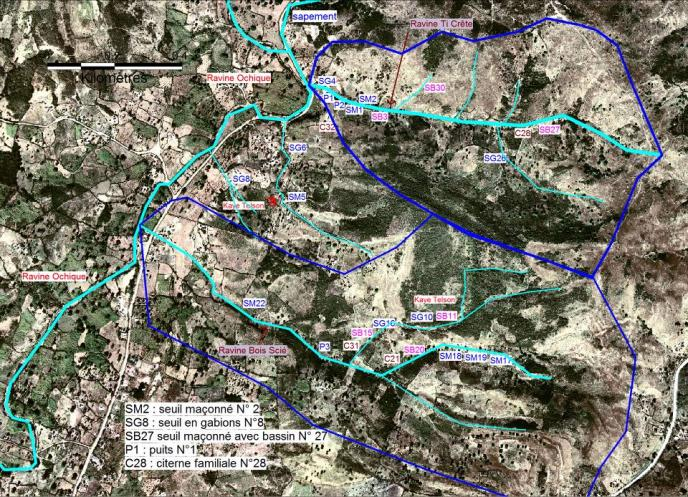 sapement
Ravine Ti Crête
Kilomètres
Ravine Ochique
SG4
SB30
P1
P2
SM2
SM1
SB3
C32
C28
SB27
SG6
SG26
SG8
SM5
Kaye Telson
Ravine Ochique
Kaye Telson
SM22
SG16
SG10
SB11
SB15
P3
C31
Ravine Bois Scié
SB20
C21
SM18
SM19
SM17
SM2 : seuil maçonné N° 2
SG8 : seuil en gabions N°8
SB27 seuil maçonné avec bassin N° 27
P1 : puits N°1
C28 : citerne familiale N°28